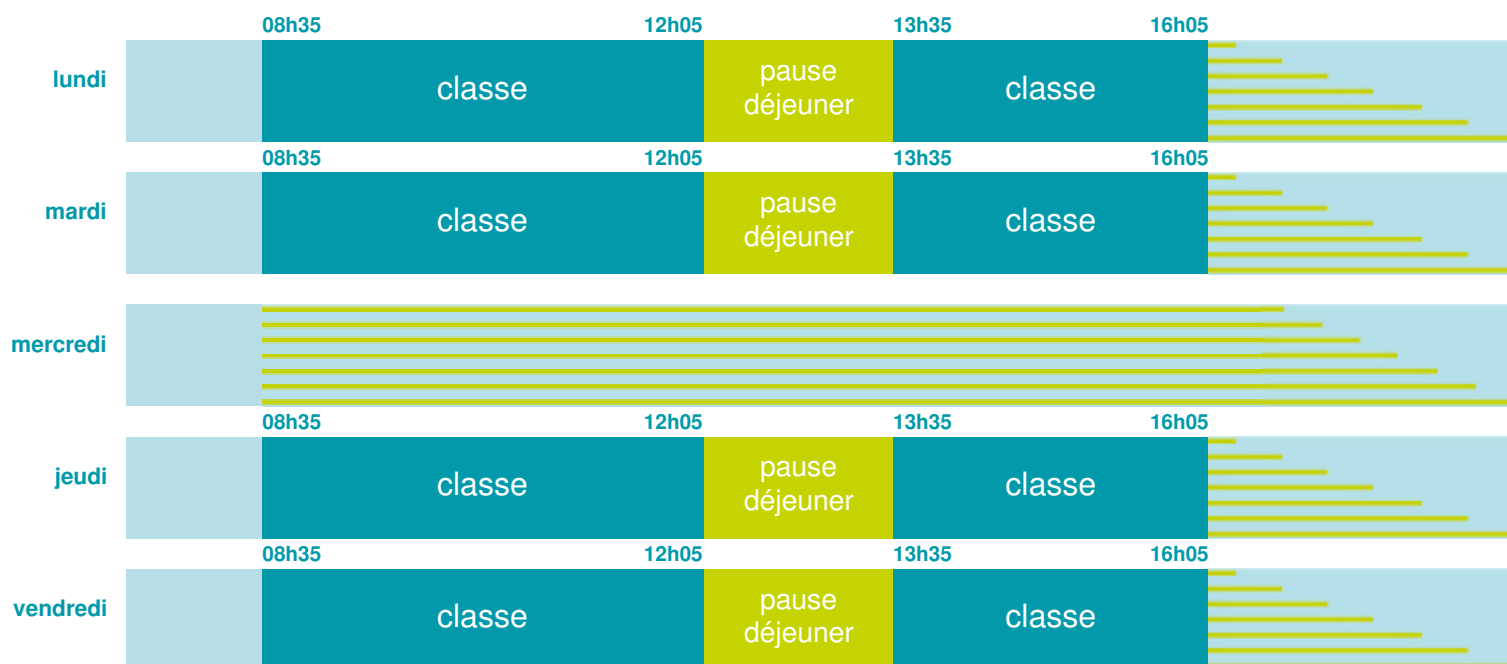 08h35 12h05 13h35 16h05
lundi classe pause déjeuner classe
08h35 12h05 13h35 16h05
mardi classe pause déjeuner classe
mercredi
08h35 12h05 13h35 16h05
jeudi classe pause déjeuner classe
08h35 12h05 13h35 16h05
vendredi classe pause déjeuner classe